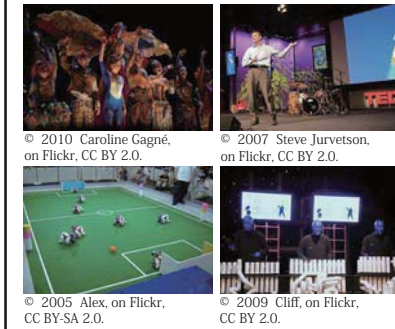 TED
© 2010 Caroline Gagné,
on Flickr, CC BY 2.0.
© 2007 Steve Jurvetson,
on Flickr, CC BY 2.0.
© 2005 Alex, on Flickr,
CC BY-SA 2.0.
© 2009 Cliff, on Flickr,
CC BY 2.0.